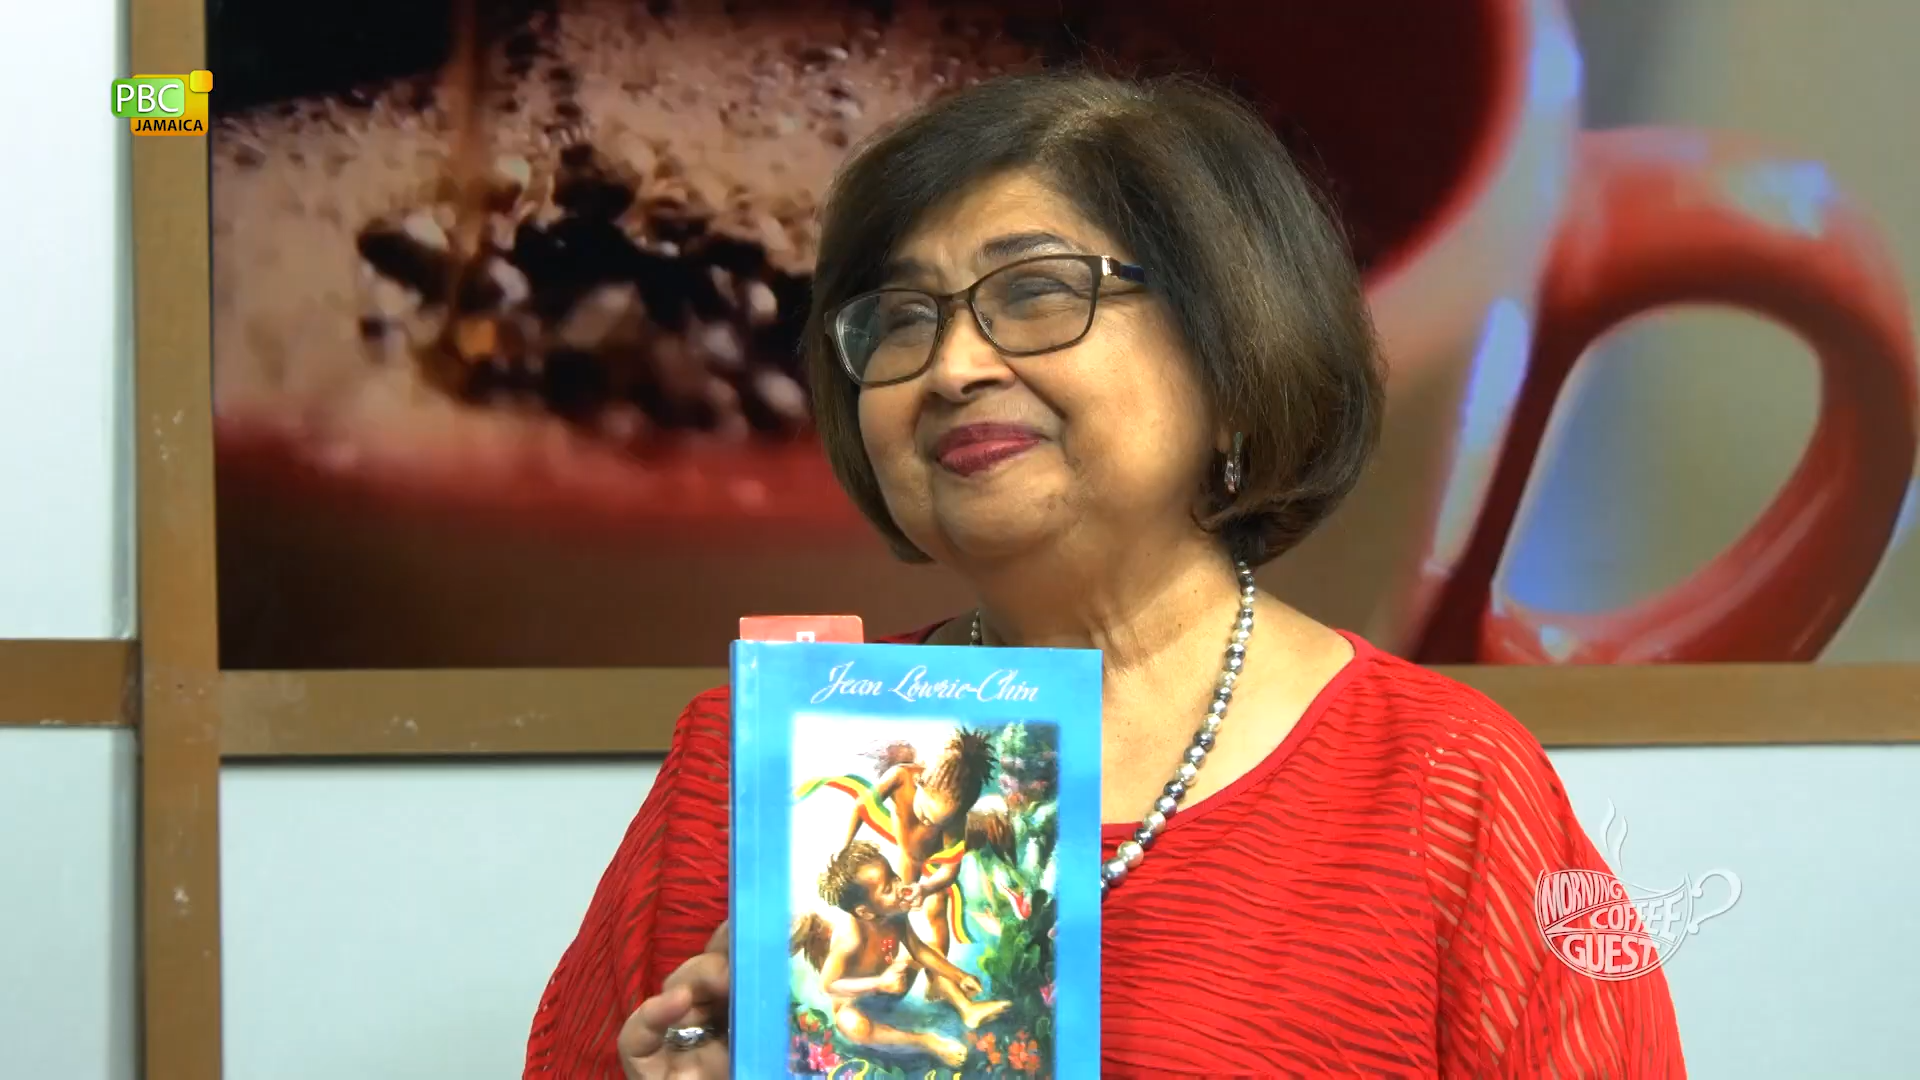 PBC
JAMAICA
Jean Lowrie-Chin
MORNING
COFFEE
GUEST